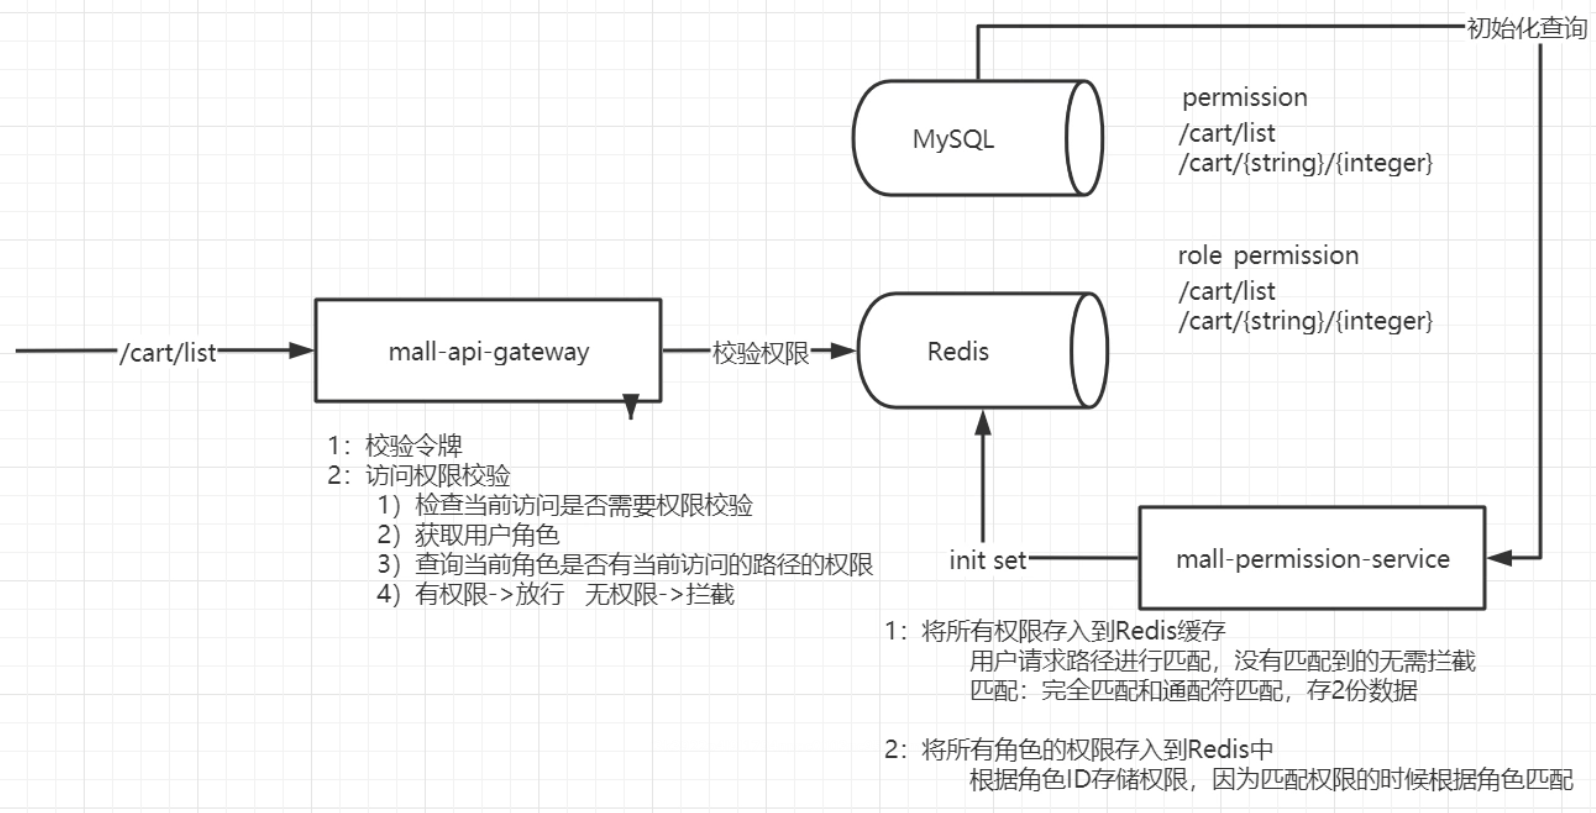 初始化查询
MySQL
permission
/cart/list
/cart/{string}/{integer}
role permission
/cart/list
/cart/{string}/{integer}
/cart/list
mall-api-gateway
校验权限
Redis
1：校验令牌
2：访问权限校验
1）检查当前访问是否需要权限校验
2）获取用户角色
3）查询当前角色是否有当前访问的路径的权限
4）有权限->放行 无权限->拦截
init set
mall-permission-service
1：将所有权限存入到Redis缓存
用户请求路径进行匹配，没有匹配到的无需拦截
匹配：完全匹配和通配符匹配，存2份数据
2：将所有角色的权限存入到Redis中
根据角色ID存储权限，因为匹配权限的时候根据角色匹配